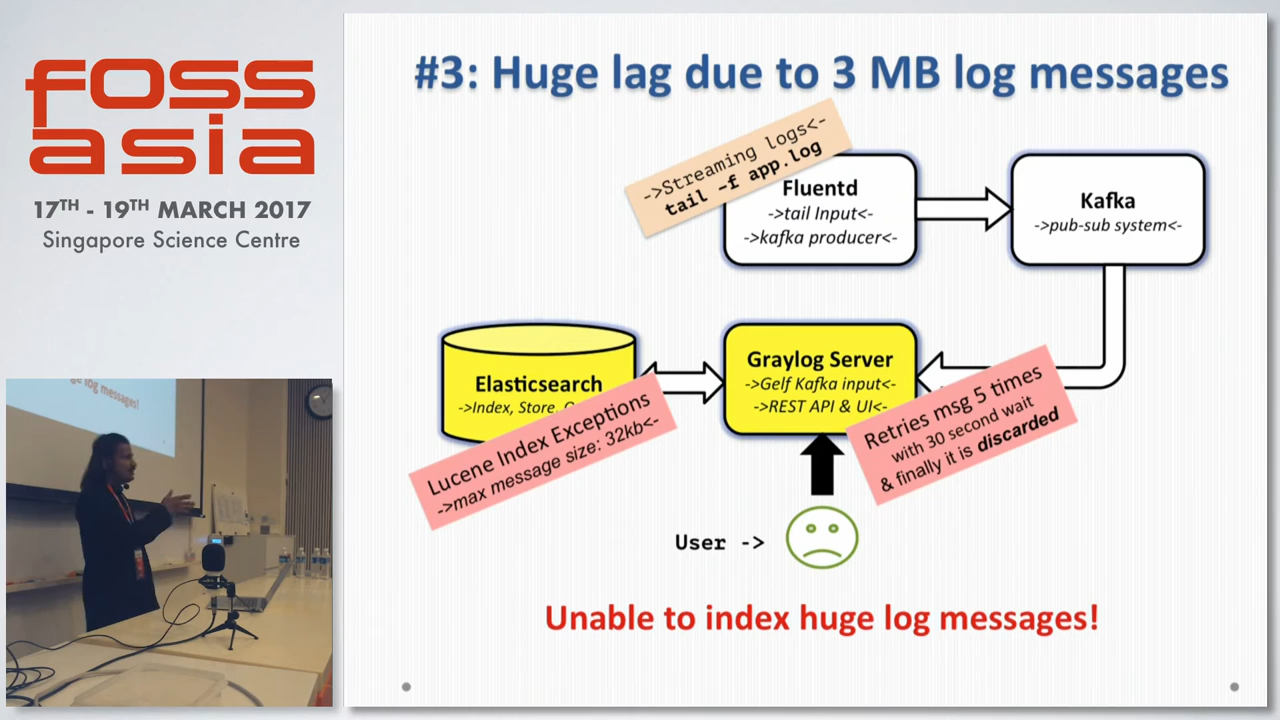 foss
asia
17TH - 19TH MARCH 2017
Singapore Science Centre
#3: Huge lag due to 3 MB log messages
->Streaming logs<-
tail -f app.log
Fluentd
->tail Input<-
->kafka producer<-
Kafka
->pub-sub system<-
Elasticsearch
->Index, Store,
Graylog Server
->Gelf Kafka input<-
->REST API & UI<-
Lucene Index Exceptions
->max message size: 32kb<-
Retries msg 5 times
with 30 second wait
& finally it is discarded
User ->
Unable to index huge log messages!
ge log messages!